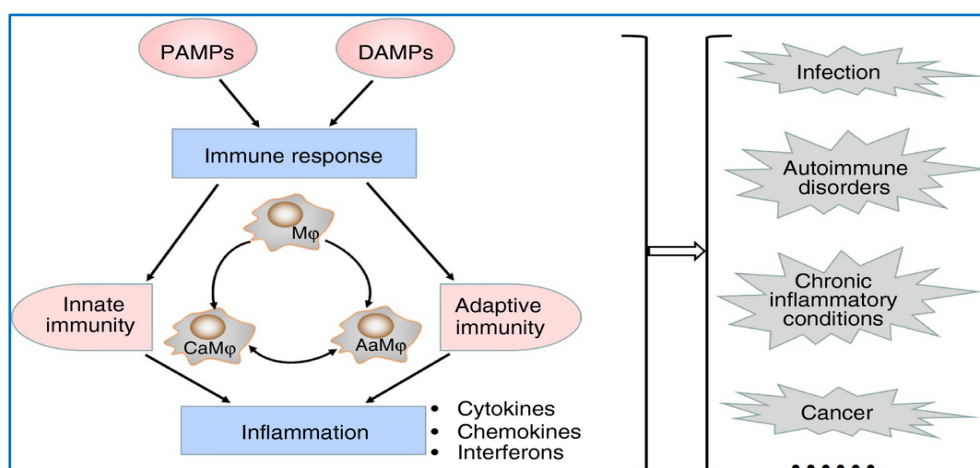 PAMPs
DAMPs
Immune response
Mφ
Innate
immunity
CaMφ
AaMφ
Adaptive
immunity
Inflammation
• Cytokines
• Chemokines
• Interferons
Infection
Autoimmune
disorders
Chronic
inflammatory
conditions
Cancer
••••••